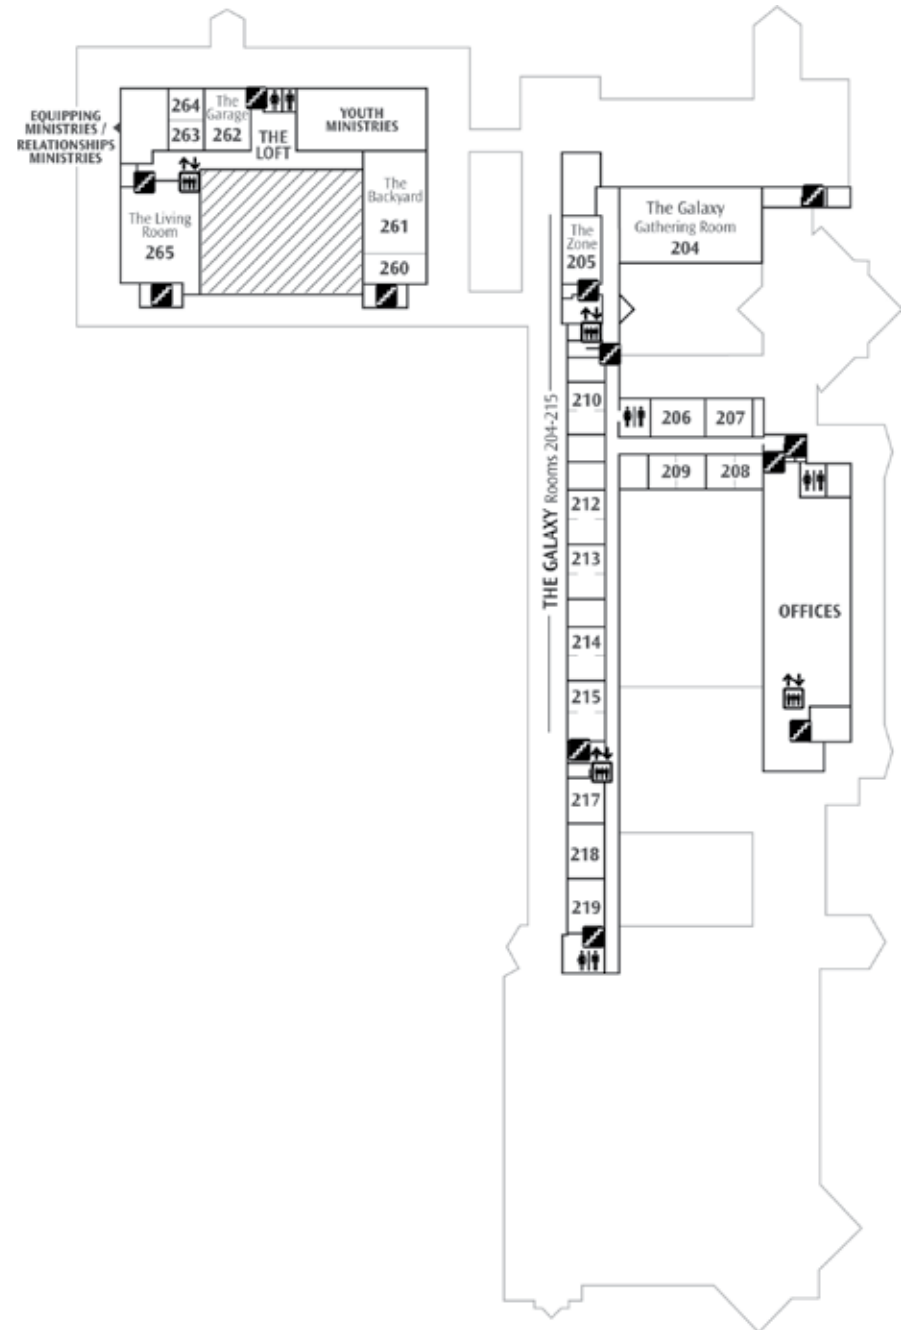 EQUIPPING
MINISTRIES /
RELATIONSHIPS
MINISTRIES
264
263
The
Garage
262
THE
LOFT
YOUTH
MINISTRIES
The
Backyard
261
260
The Living
Room
265
The
Zone
205
The Galaxy
Gathering Room
204
THE GALAXY Rooms 204-215
210
206
207
209
208
212
213
214
215
OFFICES
217
218
219